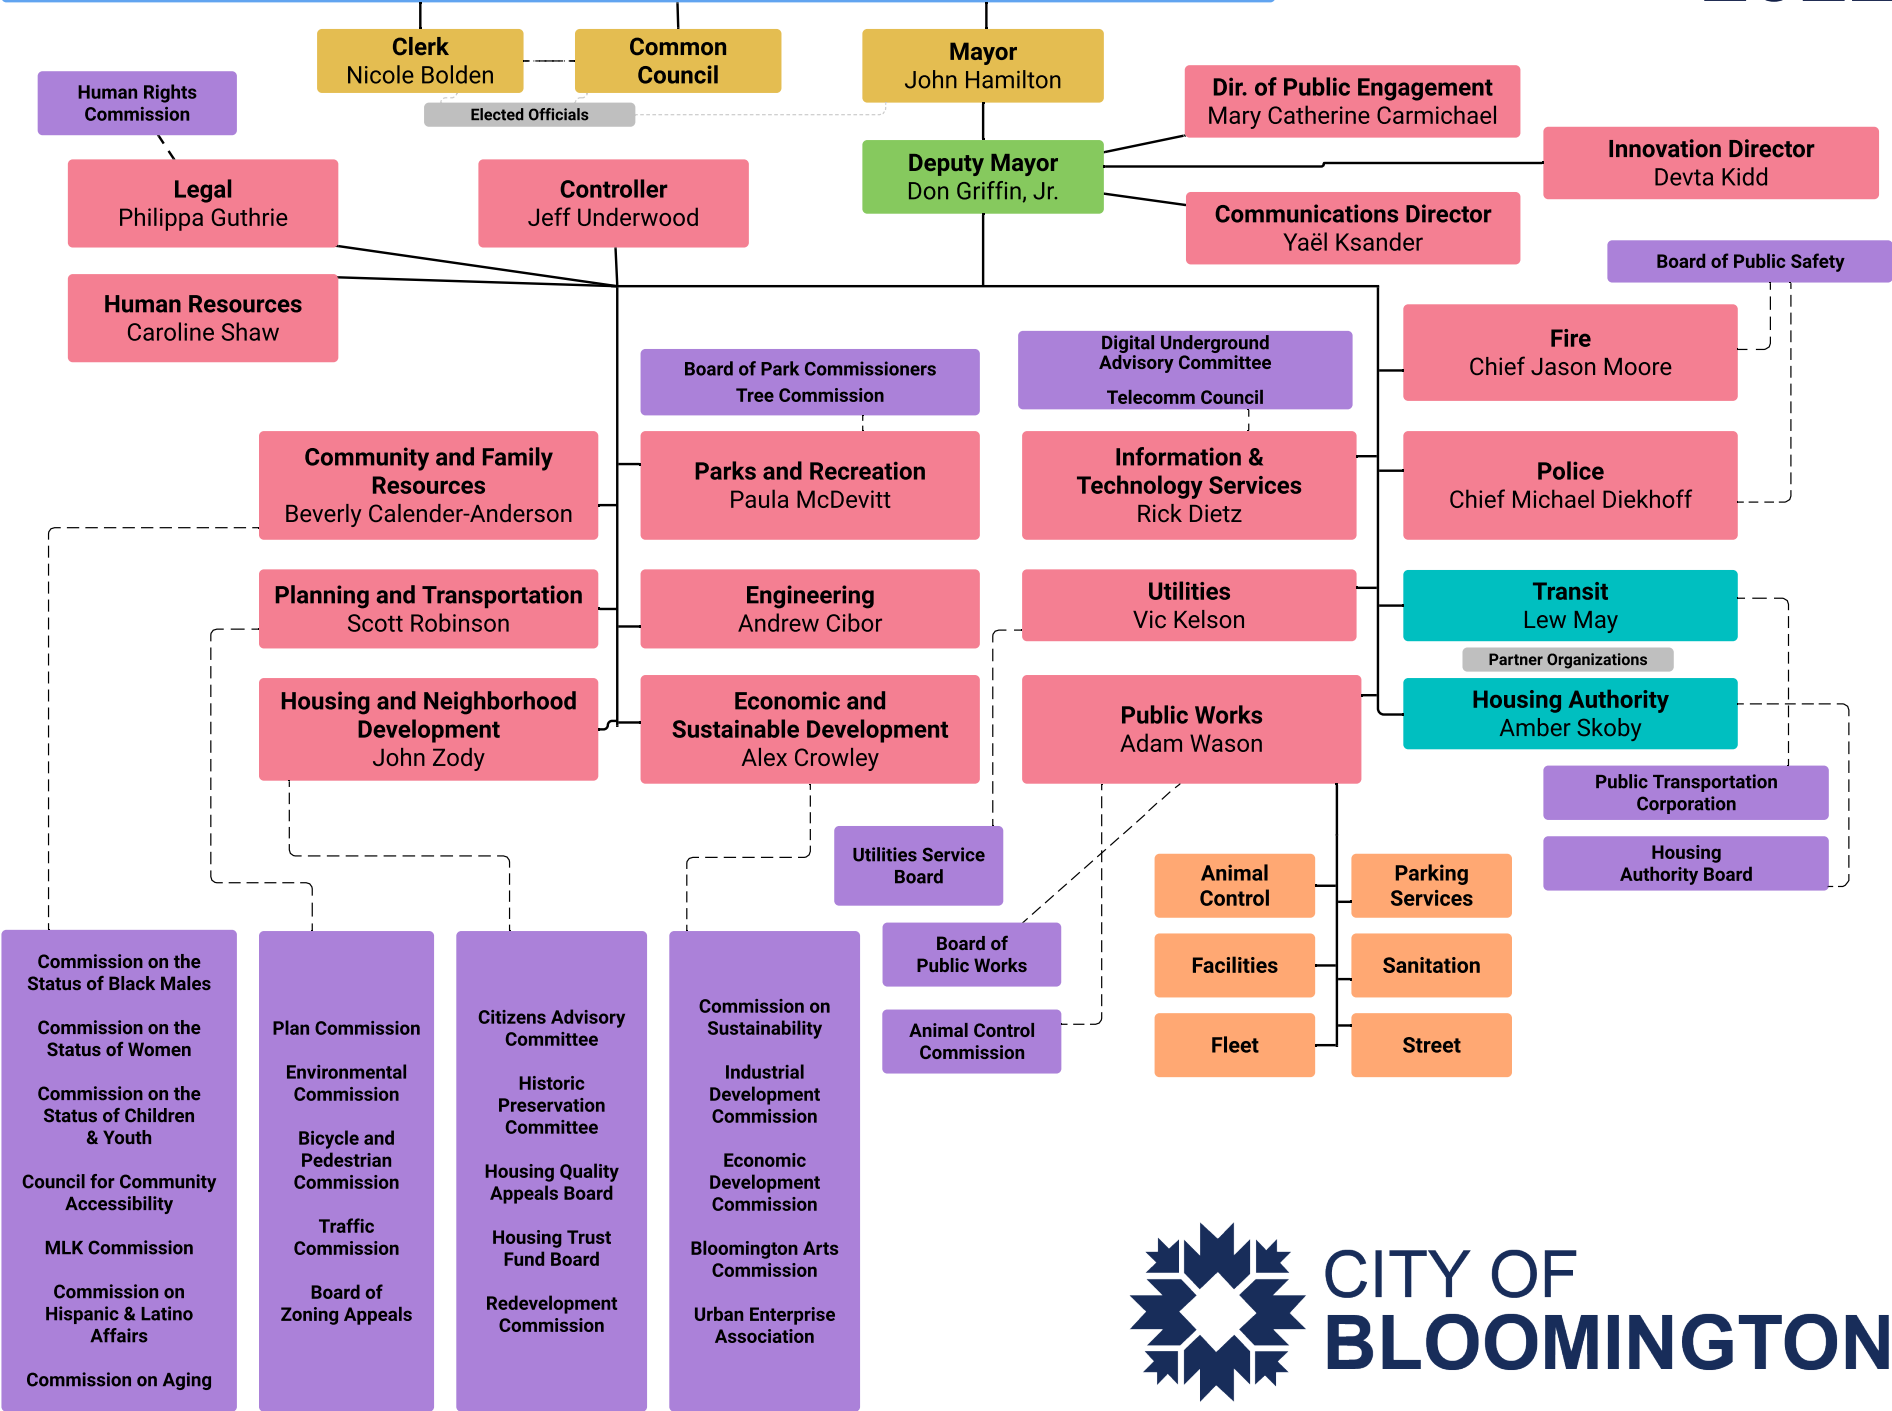 Clerk
Nicole Bolden
Common
Council
Mayor
John Hamilton
Elected Officials
Human Rights
Commission
Dir. of Public Engagement
Mary Catherine Carmichael
Innovation Director
Devta Kidd
Deputy Mayor
Don Griffin, Jr.
Communications Director
Yaël Ksander
Legal
Philippa Guthrie
Controller
Jeff Underwood
Human Resources
Caroline Shaw
Board of Public Safety
Fire
Chief Jason Moore
Board of Park Commissioners
Tree Commission
Digital Underground
Advisory Committee
Telecomm Council
Community and Family
Resources
Beverly Calender-Anderson
Parks and Recreation
Paula McDevitt
Information &
Technology Services
Rick Dietz
Police
Chief Michael Diekhoff
Planning and Transportation
Scott Robinson
Engineering
Andrew Cibor
Utilities
Vic Kelson
Transit
Lew May
Partner Organizations
Housing and Neighborhood
Development
John Zody
Economic and
Sustainable Development
Alex Crowley
Public Works
Adam Wason
Housing Authority
Amber Skoby
Public Transportation
Corporation
Housing
Authority Board
Utilities Service
Board
Board of
Public Works
Animal Control
Commission
Animal
Control
Parking
Services
Facilities
Sanitation
Fleet
Street
Commission on the
Status of Black Males
Commission on the
Status of Women
Commission on the
Status of Children
& Youth
Council for Community
Accessibility
MLK Commission
Commission on
Hispanic & Latino
Affairs
Commission on Aging
Plan Commission
Environmental
Commission
Bicycle and
Pedestrian
Commission
Traffic
Commission
Board of
Zoning Appeals
Citizens Advisory
Committee
Historic
Preservation
Committee
Housing Quality
Appeals Board
Housing Trust
Fund Board
Redevelopment
Commission
Commission on
Sustainability
Industrial
Development
Commission
Economic
Development
Commission
Bloomington Arts
Commission
Urban Enterprise
Association
CITY OF
BLOOMINGTON